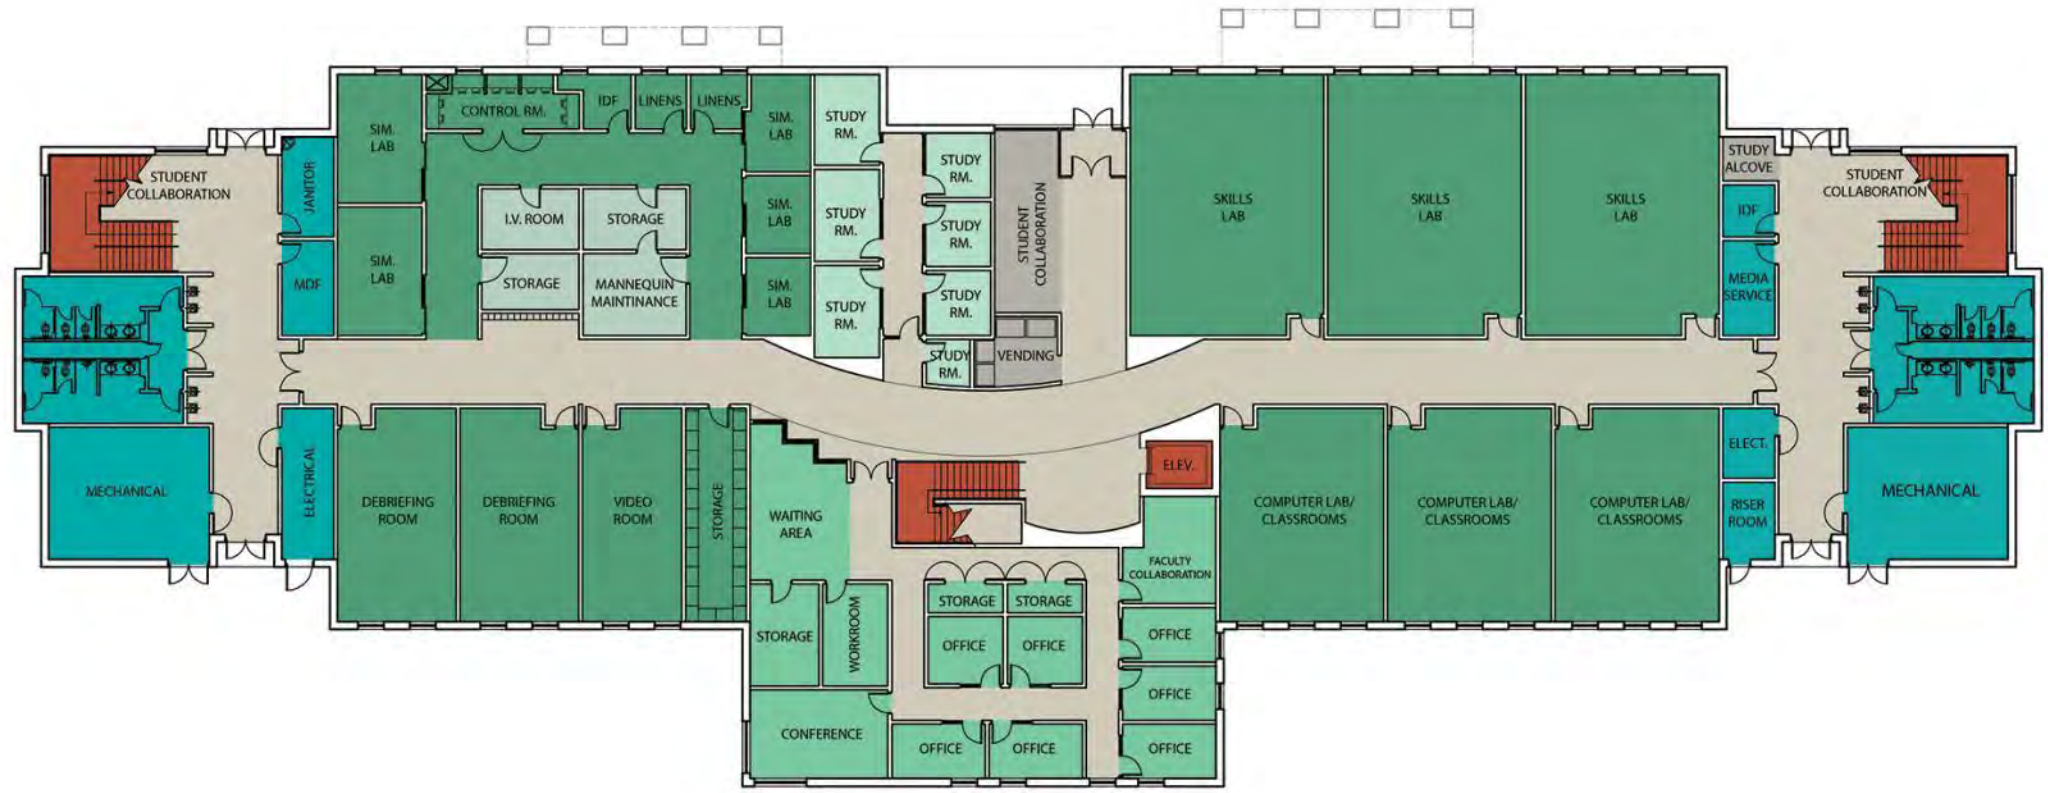 STUDENT
COLLABORATION
JANITOR
MDF
SIM.
LAB
SIM.
LAB
CONTROL RM.
IDF
LINENS
LINENS
SIM.
LAB
SIM.
LAB
SIM.
LAB
I.V. ROOM
STORAGE
STORAGE
MANNEQUIN
MAINTINANCE
STUDY
RM.
STUDY
RM.
STUDY
RM.
STUDY
RM.
STUDY
RM.
STUDY
RM.
STUDY
RM.
STUDENT
COLLABORATION
VENDING
SKILLS
LAB
SKILLS
LAB
SKILLS
LAB
STUDY
ALCOVE
IDF
MEDIA
SERVICE
STUDENT
COLLABORATION
MECHANICAL
ELECTRICAL
DEBRIEFING
ROOM
DEBRIEFING
ROOM
VIDEO
ROOM
STORAGE
WAITING
AREA
ELEV.
COMPUTER LAB/
CLASSROOMS
COMPUTER LAB/
CLASSROOMS
COMPUTER LAB/
CLASSROOMS
ELECT.
RISER
ROOM
MECHANICAL
FACULTY
COLLABORATION
STORAGE
STORAGE
STORAGE
WORKROOM
OFFICE
OFFICE
OFFICE
OFFICE
CONFERENCE
OFFICE
OFFICE
OFFICE